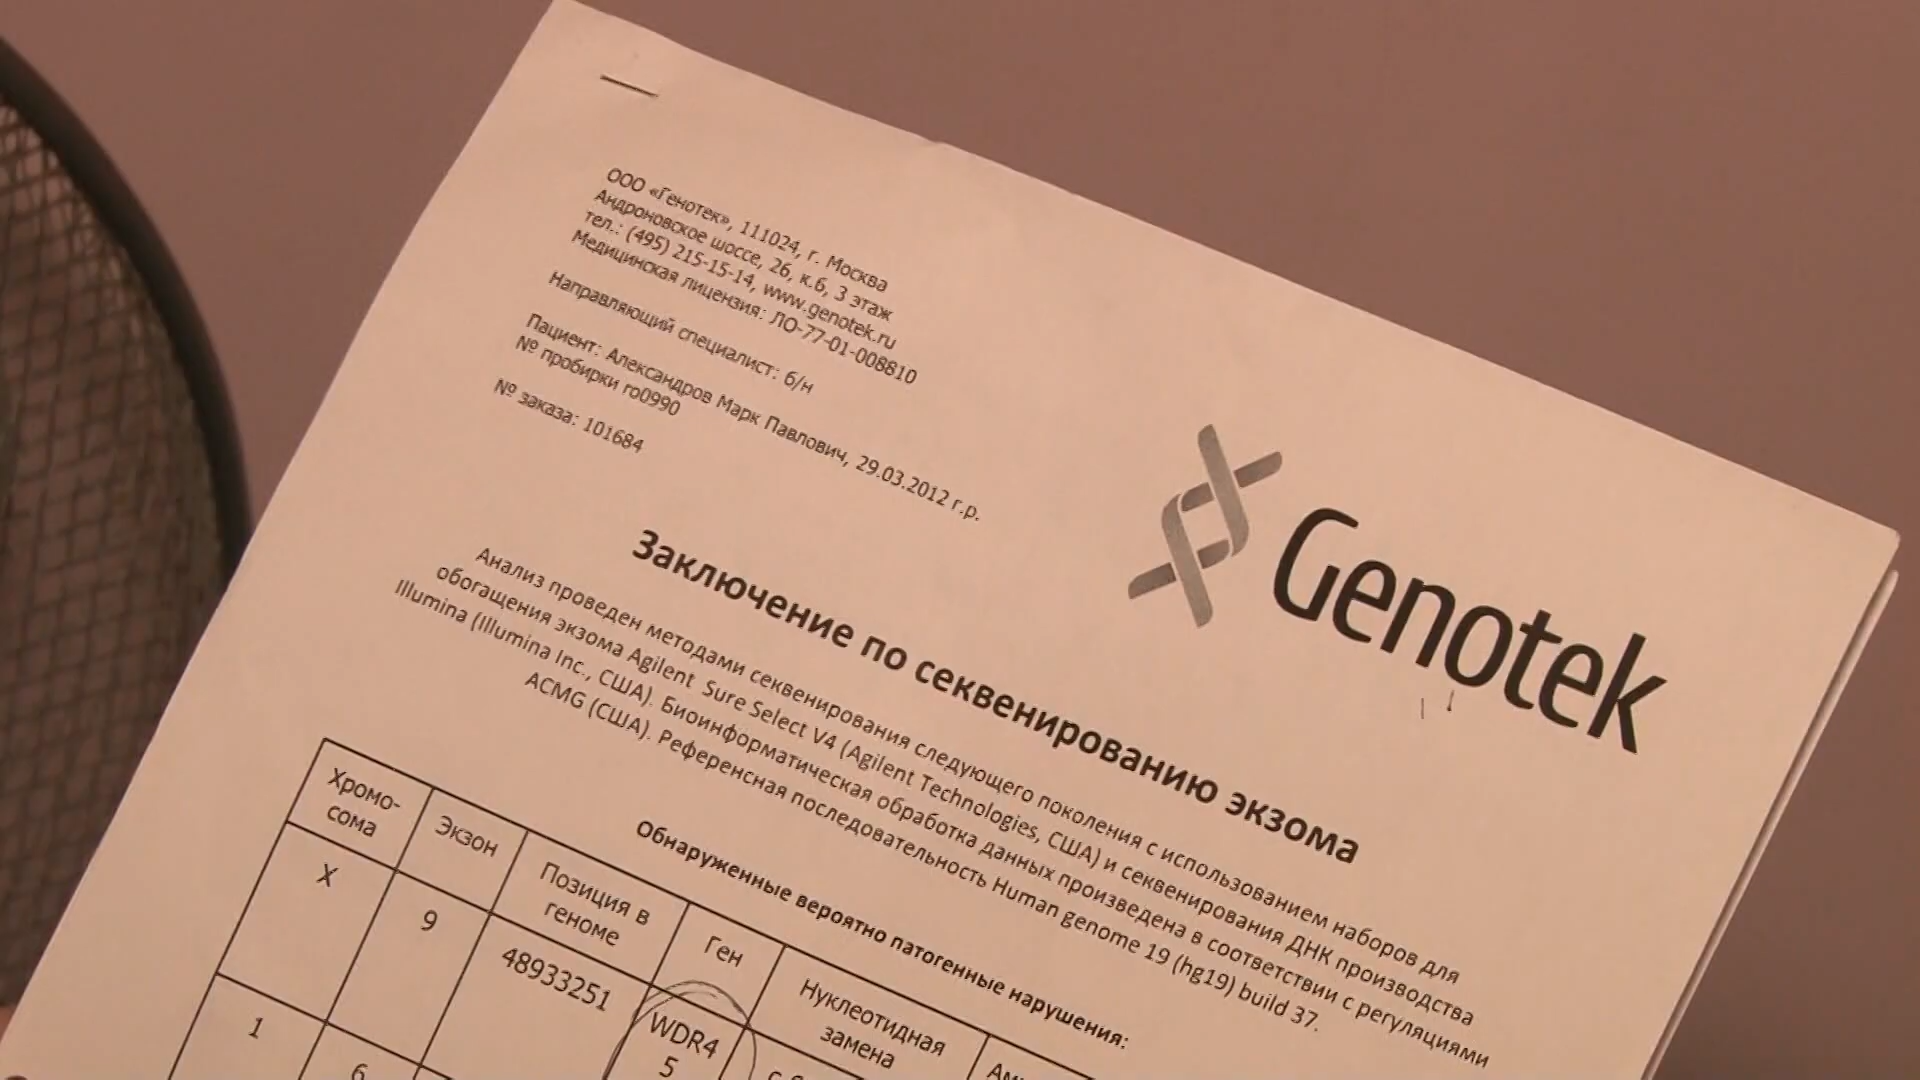 ООО «Генотек», 111024, г. Москва
Андроновское шоссе, 26, к.6, 3 этаж
тел.: (495) 215-15-14, www.genotek.ru
Медицинская лицензия: ЛО-77-01-008810
Направляющий специалист: б/н
Пациент: Александров Марк Павлович, 29.03.2012 г.р.
№ пробирки ro0990
№ заказа: 101684
Genotek
Заключение по секвенированию экзома
Анализ проведен методами секвенирования следующего поколения с использованием наборов для
обогащения экзома Agilent Sure Select V4 (Agilent Technologies, США) и секвенирования ДНК производства
Illumina (Illumina Inc., США). Биоинформатическая обработка данных произведена в соответствии с регуляциями
ACMG (США). Референсная последовательность Human genome 19 (hg19) build 37.
Обнаруженные вероятно патогенные нарушения:
Хромо-
сома
Экзон
Позиция в
геноме
Ген
Нуклеотидная
замена
X
9
48933251
WDR4
5
1
6